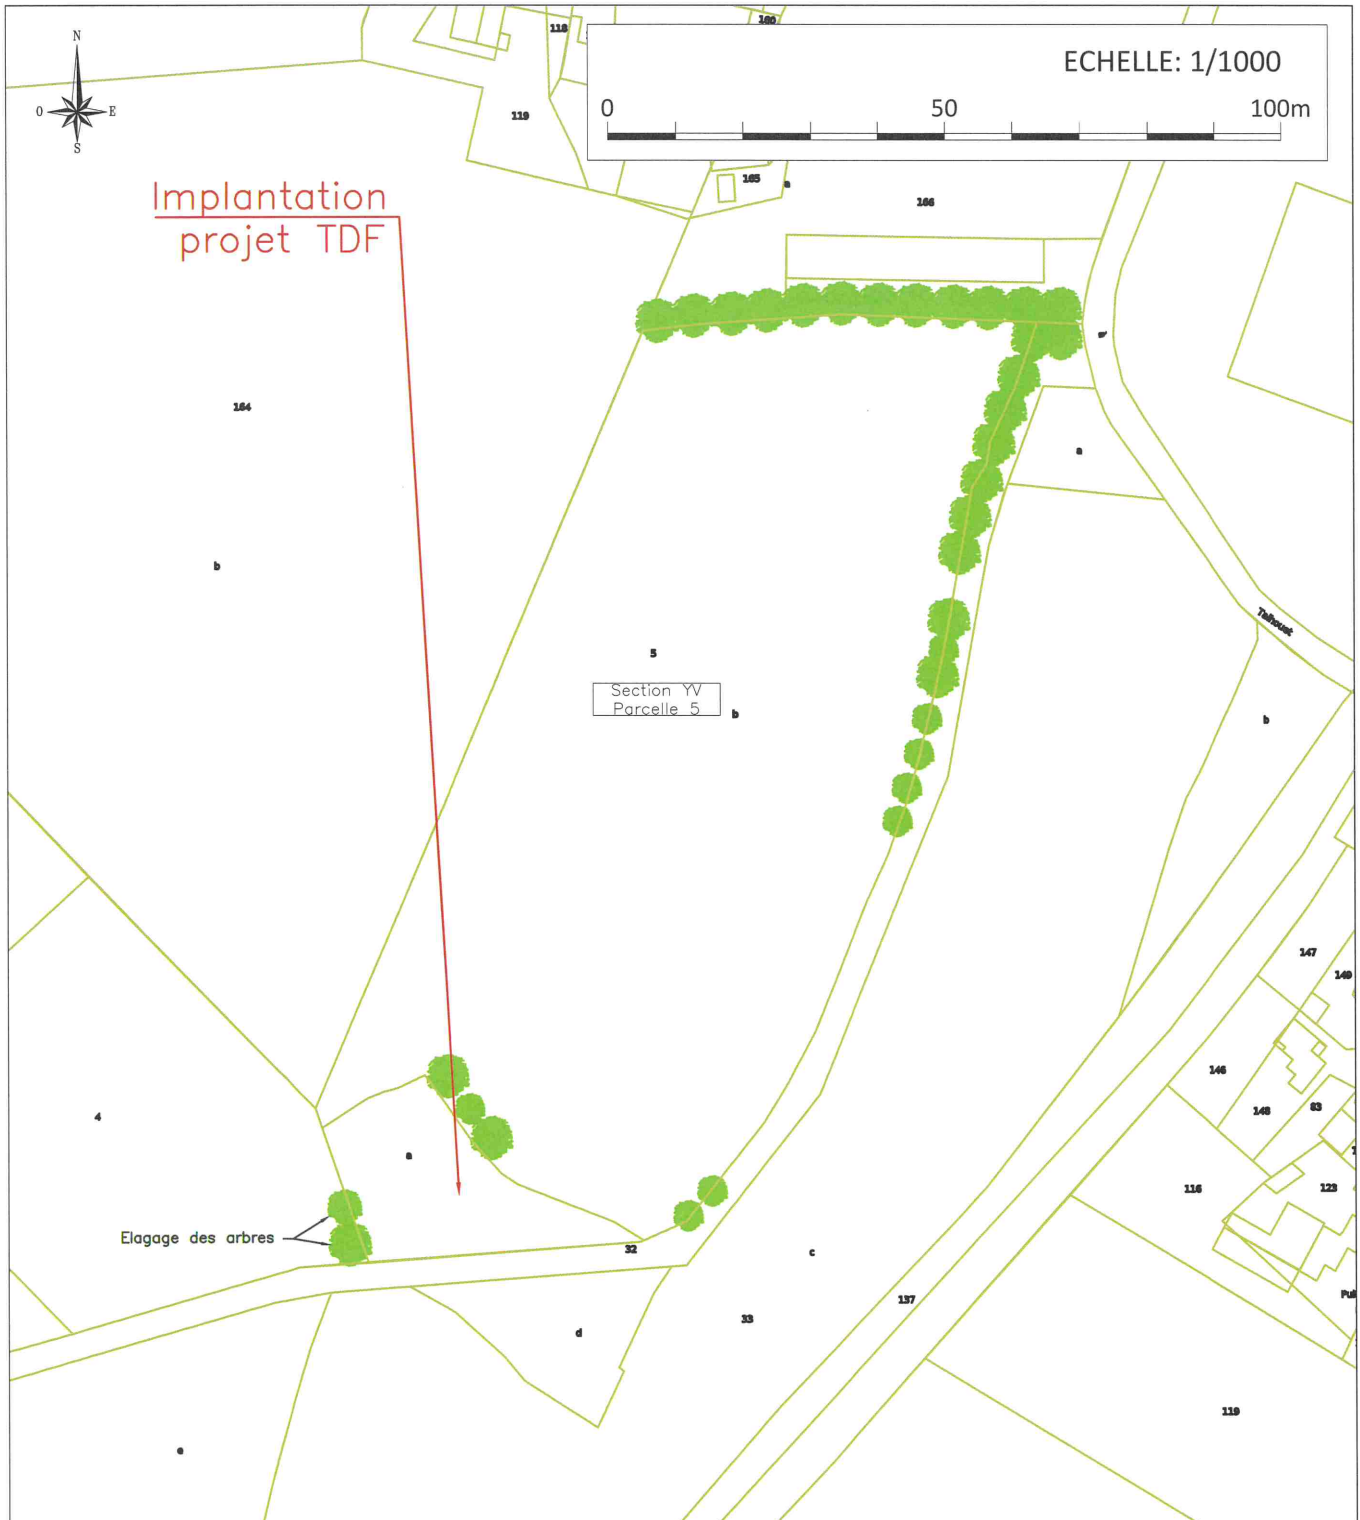 N
O
E
S
118
160
ECHELLE: 1/1000
0
50
100m
119
165
a
166
Implantation
projet TDF
164
a
b
Talhouet
5
Section YV
Parcelle 5
b
b
147
149
146
148
83
4
a
116
123
Elagage des arbres
32
c
137
33
d
119
e